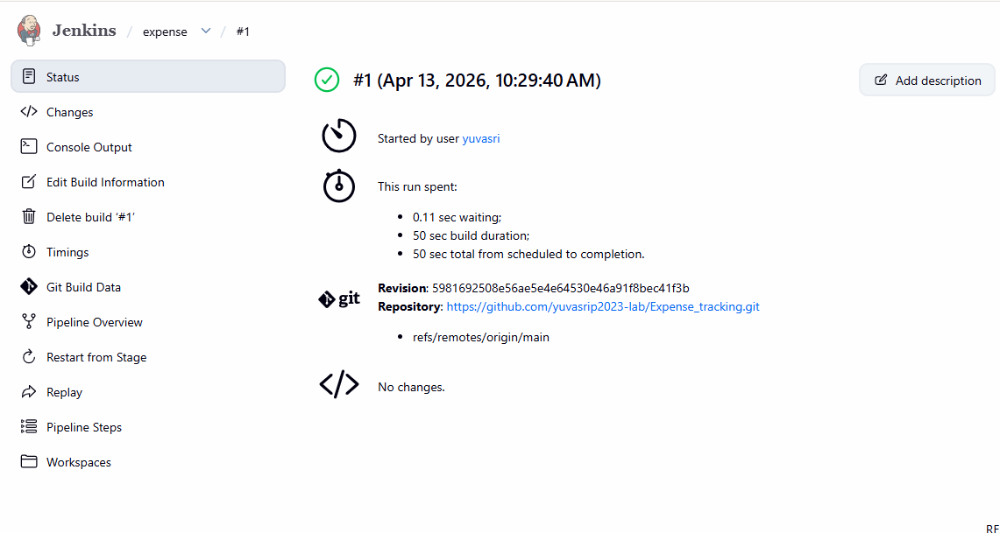 Jenkins / expense / #1
Status
Changes
Console Output
Edit Build Information
Delete build ‘#1’
Timings
Git Build Data
Pipeline Overview
Restart from Stage
Replay
Pipeline Steps
Workspaces
#1 (Apr 13, 2026, 10:29:40 AM)
Add description
Started by user yuvasri
This run spent:
• 0.11 sec waiting;
• 50 sec build duration;
• 50 sec total from scheduled to completion.
git
Revision: 5981692508e56ae5e4e64530e46a91f8bec41f3b
Repository: https://github.com/yuvasrip2023-lab/Expense_tracking.git
• refs/remotes/origin/main
No changes.